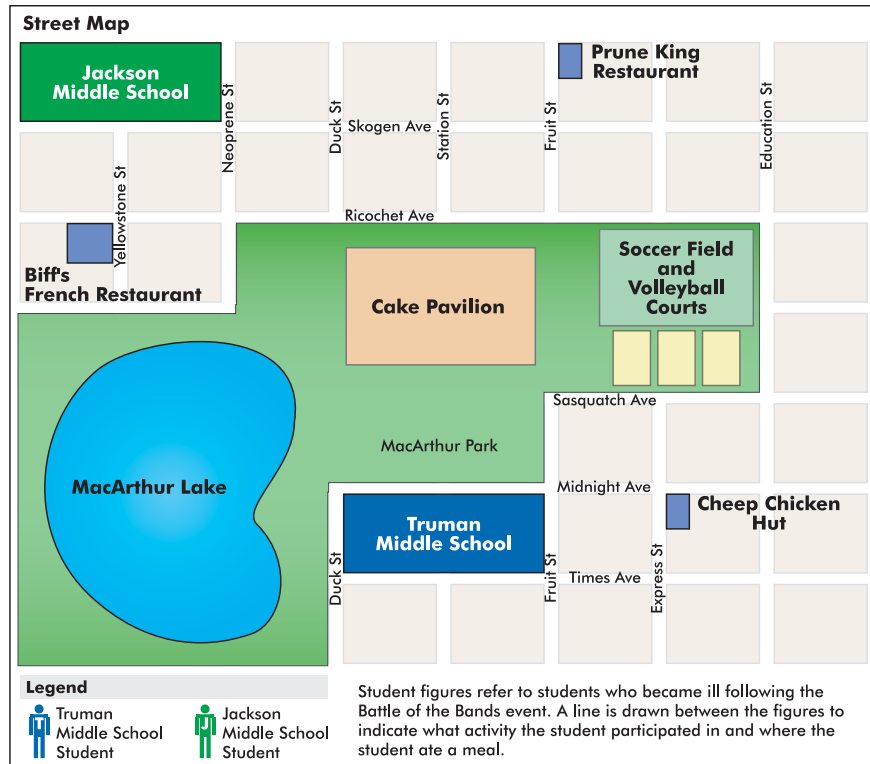 Street Map
Jackson
Middle School
Prune King
Restaurant
Neoprene St
Duck St
Station St
Fruit St
Education St
Skogen Ave
Yellowstone St
Ricochet Ave
Biff's
French Restaurant
Cake Pavilion
Soccer Field
and
Volleyball
Courts
Sasquatch Ave
MacArthur Park
MacArthur Lake
Midnight Ave
Truman
Middle School
Cheep Chicken
Hut
Duck St
Fruit St
Express St
Times Ave
Legend
T
Truman
Middle School
Student
J
Jackson
Middle School
Student
Student figures refer to students who became ill following the
Battle of the Bands event. A line is drawn between the figures to
indicate what activity the student participated in and where the
student ate a meal.